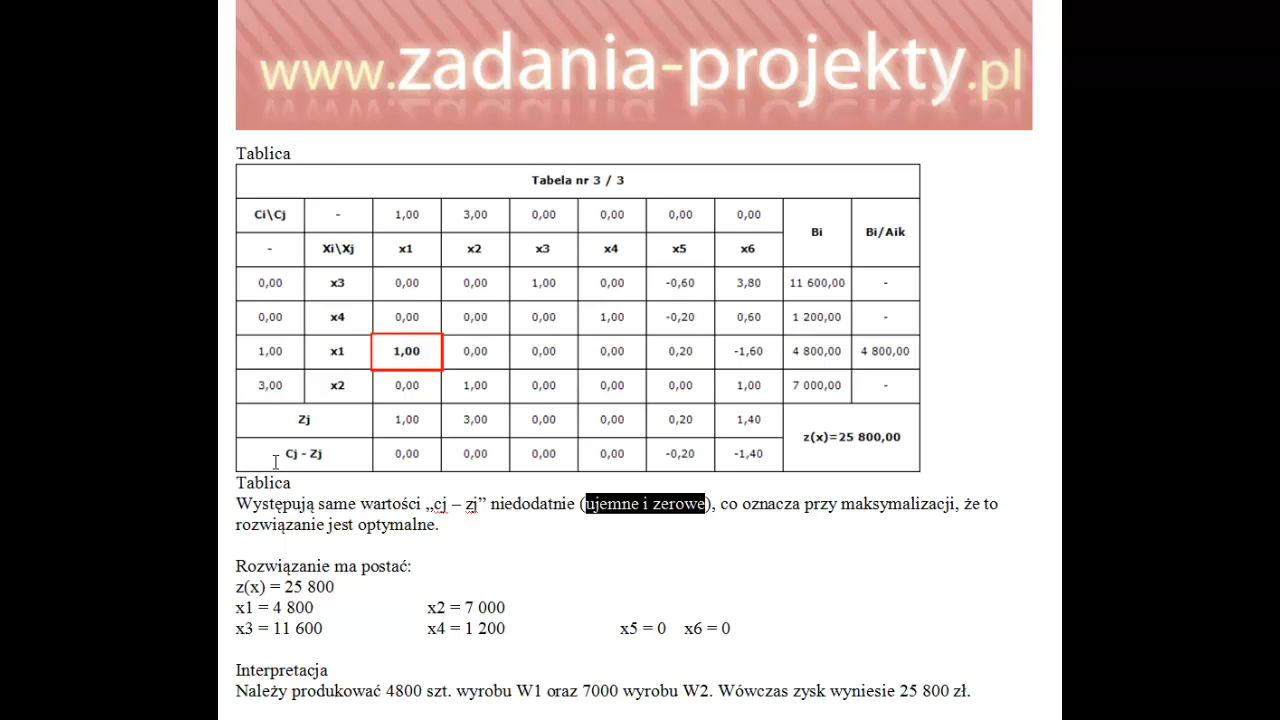 www.zadania-projekty.pl
Tablica
Tabela nr 3 / 3
Ci\Cj - 1,00 3,00 0,00 0,00 0,00 0,00 Bi Bi/Aik
- Xi\Xj x1 x2 x3 x4 x5 x6
0,00 x3 0,00 0,00 1,00 0,00 -0,60 3,80 11 600,00 -
0,00 x4 0,00 0,00 0,00 1,00 -0,20 0,60 1 200,00 -
1,00 x1 1,00 0,00 0,00 0,00 0,20 -1,60 4 800,00 4 800,00
3,00 x2 0,00 1,00 0,00 0,00 0,00 1,00 7 000,00 -
Zj 1,00 3,00 0,00 0,00 0,20 1,40 z(x)=25 800,00
Cj - Zj 0,00 0,00 0,00 0,00 -0,20 -1,40
Tablica
Występują same wartości „cj – zj” niedodatnie (ujemne i zerowe), co oznacza przy maksymalizacji, że to
rozwiązanie jest optymalne.
Rozwiązanie ma postać:
z(x) = 25 800
x1 = 4 800 x2 = 7 000
x3 = 11 600 x4 = 1 200 x5 = 0 x6 = 0
Interpretacja
Należy produkować 4800 szt. wyrobu W1 oraz 7000 wyrobu W2. Wówczas zysk wyniesie 25 800 zł.